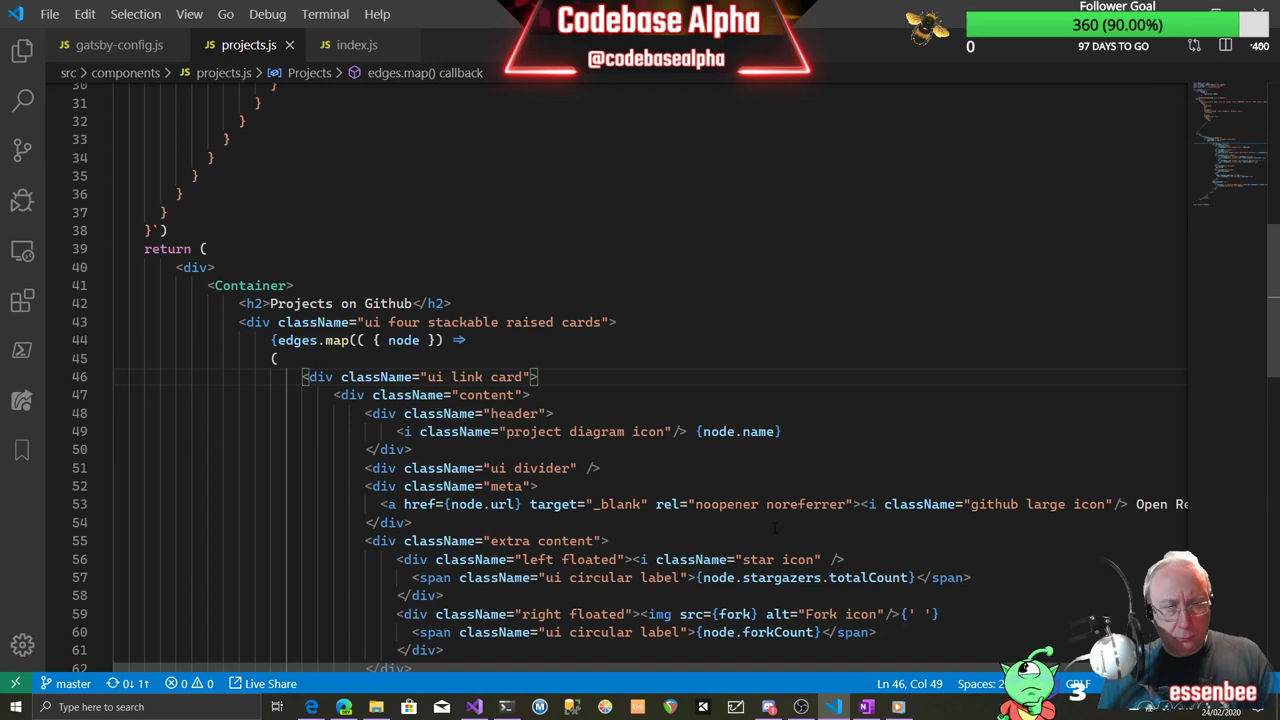 File Edit Selection View Go Debug Terminal Help
Codebase Alpha
@codebasealpha
Follower Goal
360 (90.00%)
0 97 DAYS TO GO 400
gatsby-config.js projects.js index.js
src > components > projects.js > Projects > edges.map() callback
30 }
31 }
32 }
33 }
34 }
35 }
36 }
37 }
38 }`)
39 return (
40 <div>
41 <Container>
42 <h2>Projects on Github</h2>
43 <div className="ui four stackable raised cards">
44 {edges.map(( { node }) =>
45 (
46 <div className="ui link card">
47 <div className="content">
48 <div className="header">
49 <i className="project diagram icon"/> {node.name}
50 </div>
51 <div className="ui divider" />
52 <div className="meta">
53 <a href={node.url} target="_blank" rel="noopener noreferrer"><i className="github large icon"/> Open Re
54 </div>
55 <div className="extra content">
56 <div className="left floated"><i className="star icon" />
57 <span className="ui circular label">{node.stargazers.totalCount}</span>
58 </div>
59 <div className="right floated"><img src={fork} alt="Fork icon"/>{' '}
60 <span className="ui circular label">{node.forkCount}</span>
61 </div>
62 </div>
master 0↓ 1↑ 0 0 Live Share Ln 46, Col 49 Spaces: 2 CRLF
3
essenbee
Type here to search
24/02/2020